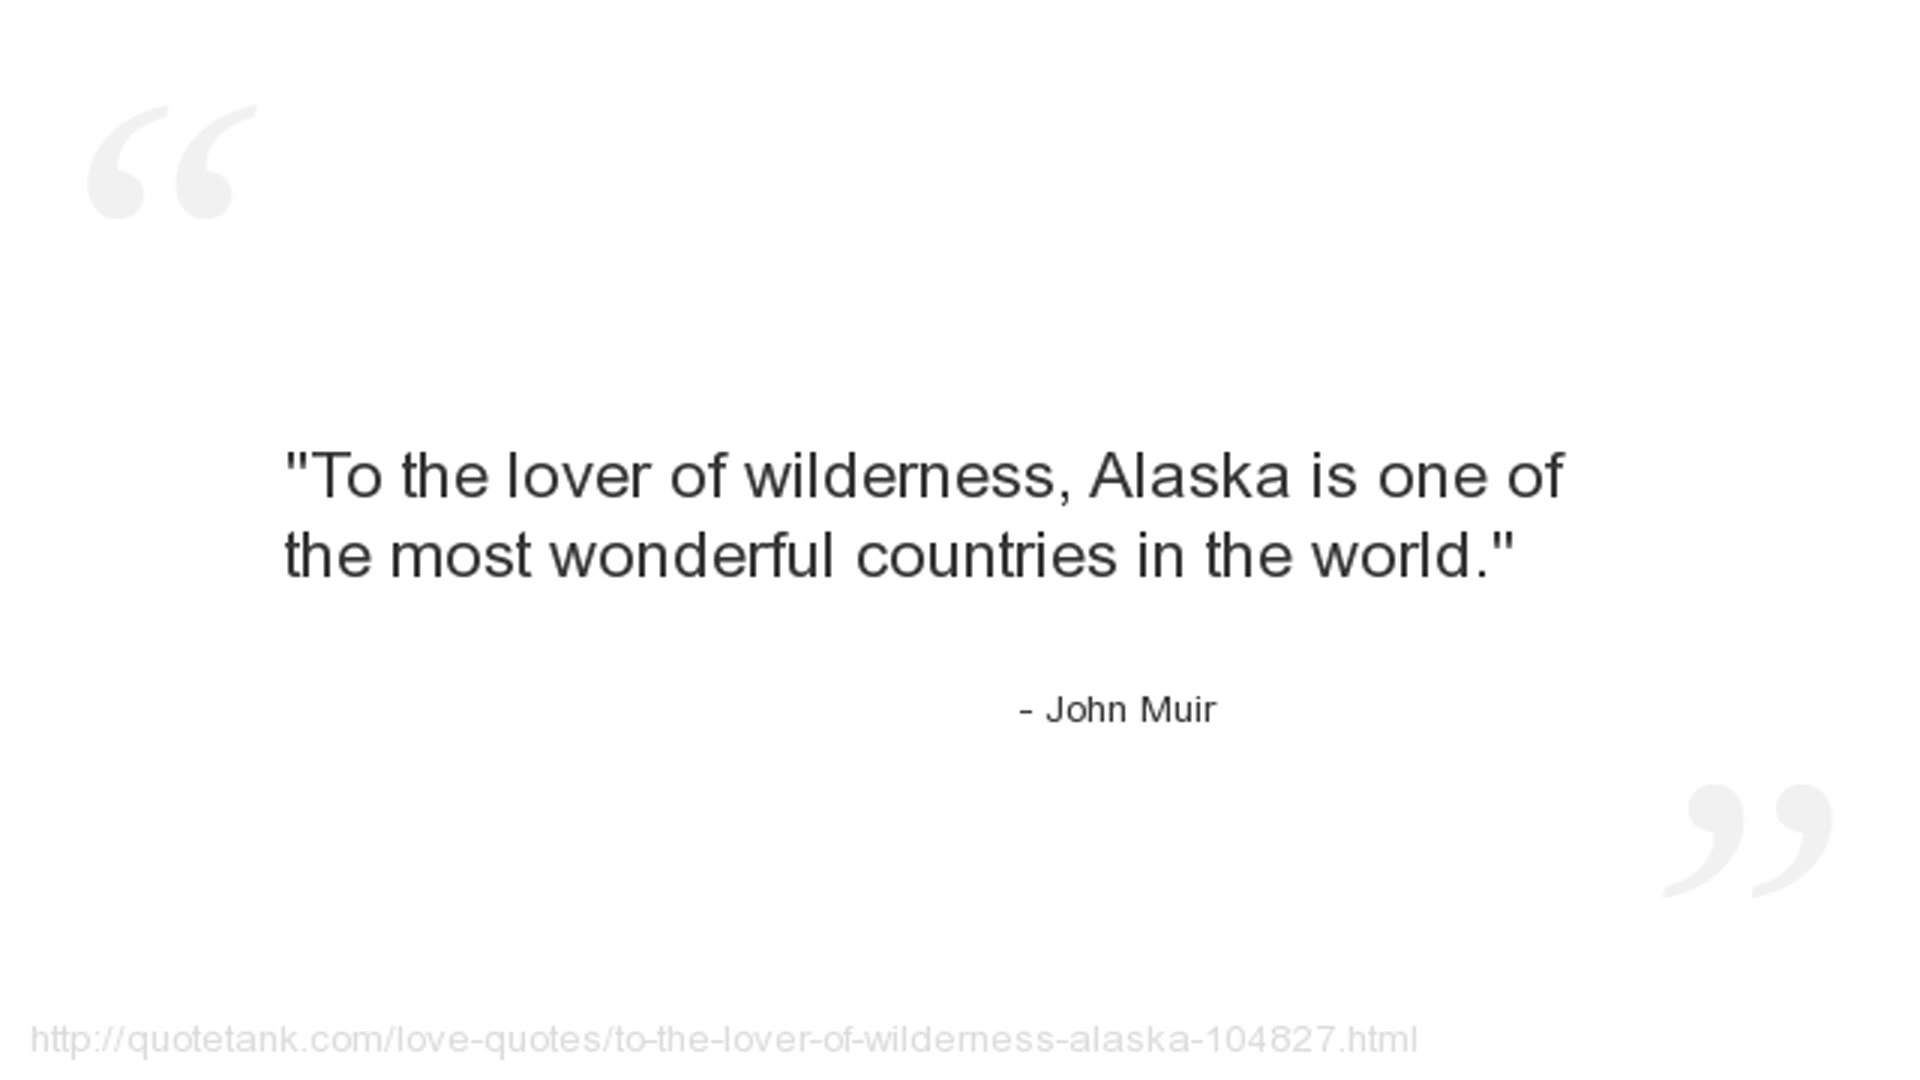 "To the lover of wilderness, Alaska is one of
the most wonderful countries in the world."
- John Muir
http://quotetank.com/love-quotes/to-the-lover-of-wilderness-alaska-104827.html